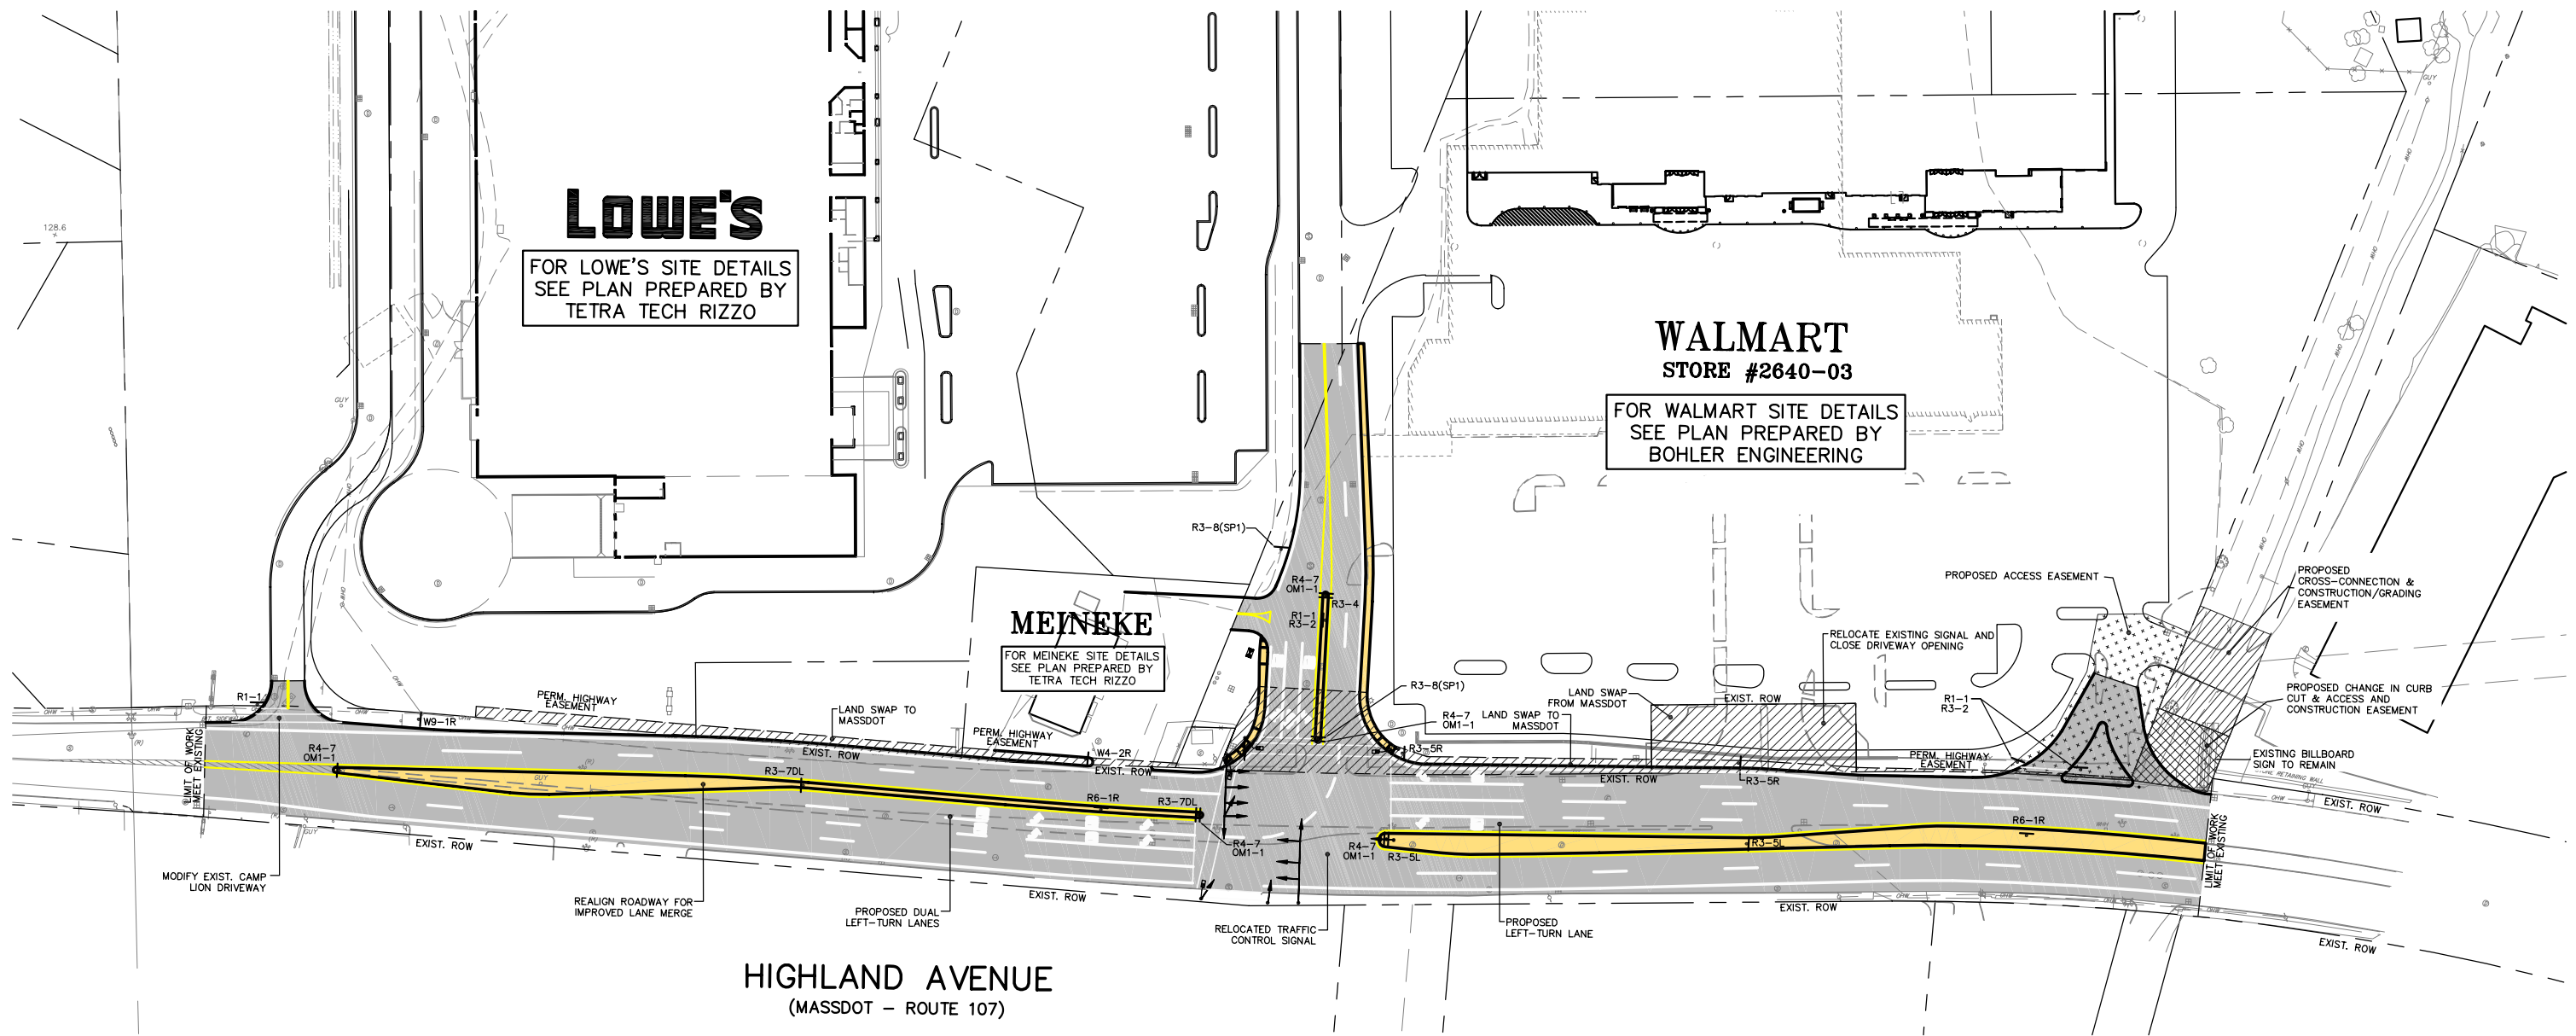 128.6
LOWE'S
FOR LOWE'S SITE DETAILS
SEE PLAN PREPARED BY
TETRA TECH RIZZO
WALMART
STORE #2640-03
FOR WALMART SITE DETAILS
SEE PLAN PREPARED BY
BOHLER ENGINEERING
MEINEKE
FOR MEINEKE SITE DETAILS
SEE PLAN PREPARED BY
TETRA TECH RIZZO
GUY
GUY
OHW
OHW
OHW
OHW
R3-8(SP1)
R4-7
OM1-1
R3-4
R1-1
R3-2
R3-8(SP1)
R4-7
OM1-1
LAND SWAP TO
MASSDOT
LAND SWAP
FROM MASSDOT
RELOCATE EXISTING SIGNAL AND
CLOSE DRIVEWAY OPENING
EXIST. ROW
PROPOSED ACCESS EASEMENT
PROPOSED
CROSS-CONNECTION &
CONSTRUCTION/GRADING
EASEMENT
PROPOSED CHANGE IN CURB
CUT & ACCESS AND
CONSTRUCTION EASEMENT
EXISTING BILLBOARD
SIGN TO REMAIN
R1-1
R3-2
PERM. HIGHWAY
EASEMENT
R1-1
W9-1R
PERM. HIGHWAY
EASEMENT
LAND SWAP TO
MASSDOT
PERM. HIGHWAY
EASEMENT
EXIST. ROW
W4-2R
EXIST. ROW
R3-5R
EXIST. ROW
R3-5R
EXIST. ROW
LIMIT OF WORK
MEET EXISTING
R4-7
OM1-1
GUY
R3-7DL
R6-1R
R3-7DL
R4-7
OM1-1
R4-7
OM1-1
R3-5L
R3-5L
R6-1R
LIMIT OF WORK
MEET EXISTING
GUY
EXIST. ROW
EXIST. ROW
EXIST. ROW
EXIST. ROW
MODIFY EXIST. CAMP
LION DRIVEWAY
REALIGN ROADWAY FOR
IMPROVED LANE MERGE
PROPOSED DUAL
LEFT-TURN LANES
RELOCATED TRAFFIC
CONTROL SIGNAL
PROPOSED
LEFT-TURN LANE
HIGHLAND AVENUE
(MASSDOT - ROUTE 107)